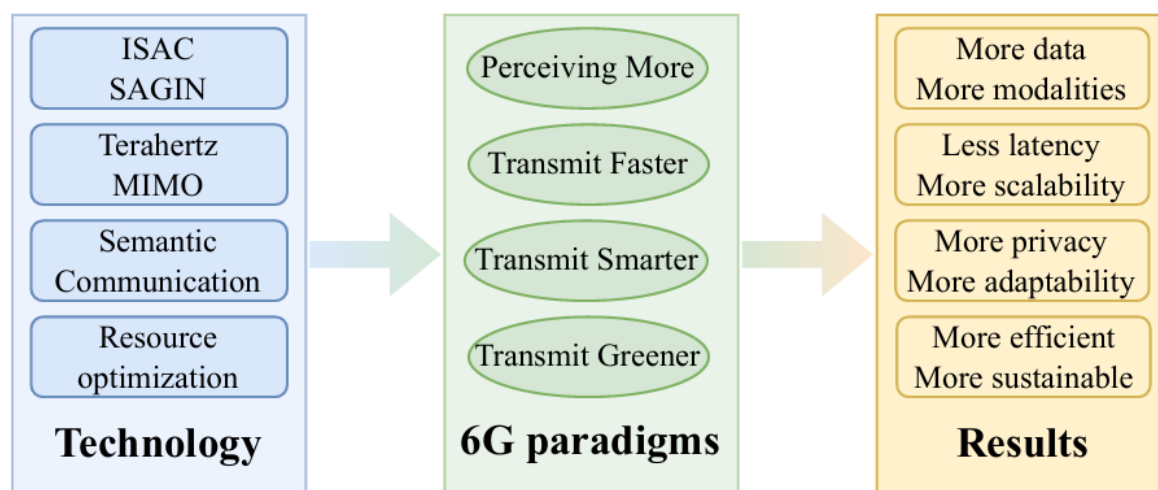 ISAC
SAGIN
Terahertz
MIMO
Semantic
Communication
Resource
optimization
Technology
Perceiving More
Transmit Faster
Transmit Smarter
Transmit Greener
6G paradigms
More data
More modalities
Less latency
More scalability
More privacy
More adaptability
More efficient
More sustainable
Results